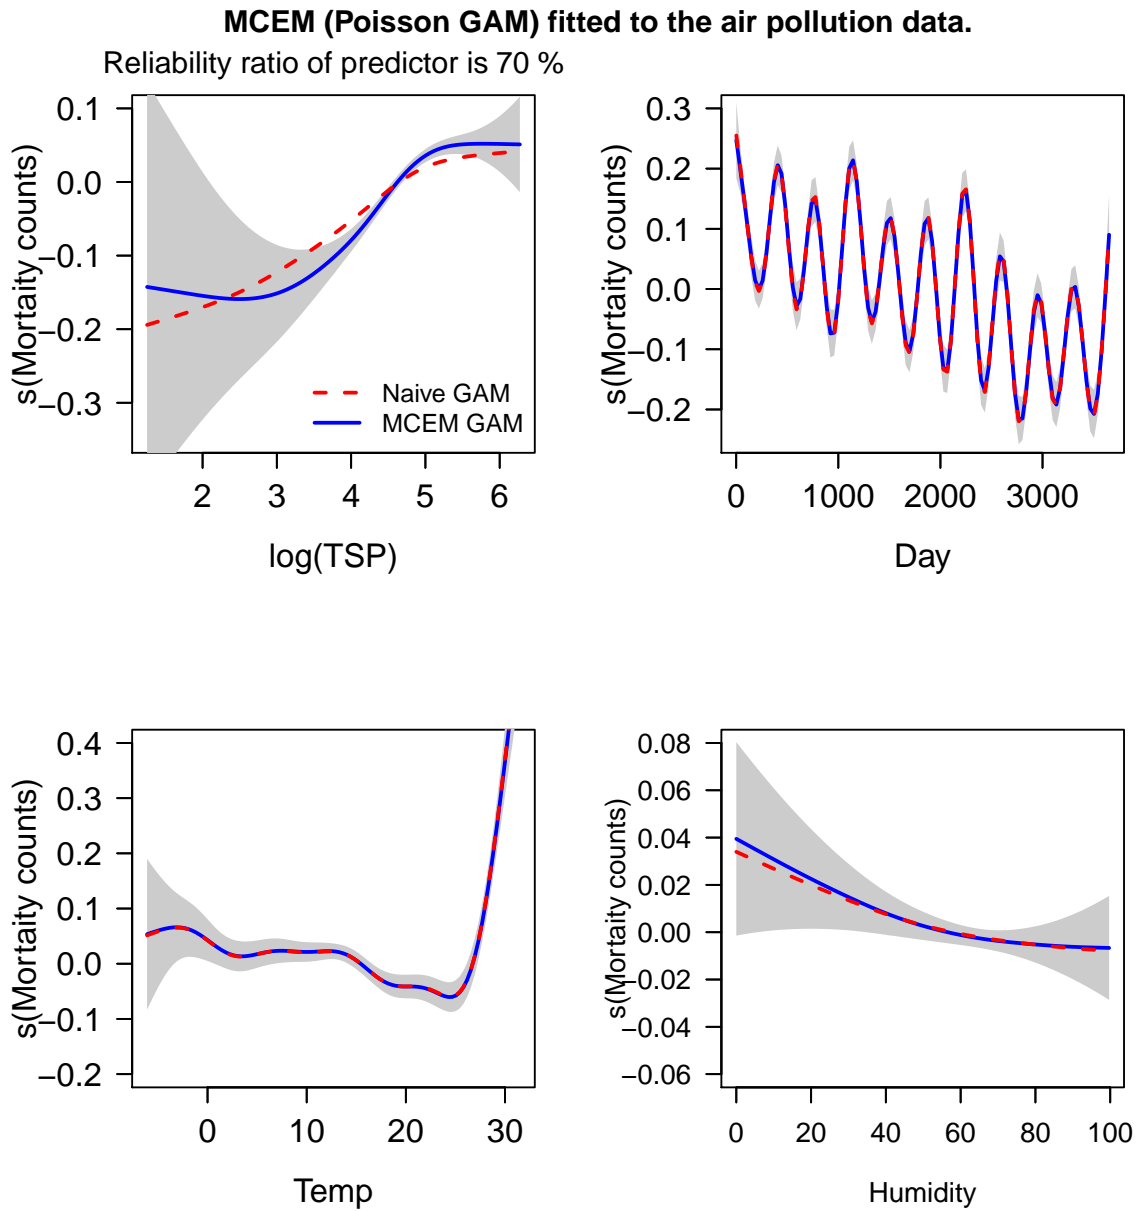 MCEM (Poisson GAM) fitted to the air pollution data.
Reliability ratio of predictor is 70 %
s(Mortaity counts)
0.1
0.0
−0.1
−0.2
−0.3
Naive GAM
MCEM GAM
2 3 4 5 6
log(TSP)
s(Mortaity counts)
0.3
0.2
0.1
0.0
−0.1
−0.2
0 1000 2000 3000
Day
s(Mortaity counts)
0.4
0.3
0.2
0.1
0.0
−0.1
−0.2
0 10 20 30
Temp
s(Mortaity counts)
0.08
0.06
0.04
0.02
0.00
−0.02
−0.04
−0.06
0 20 40 60 80 100
Humidity